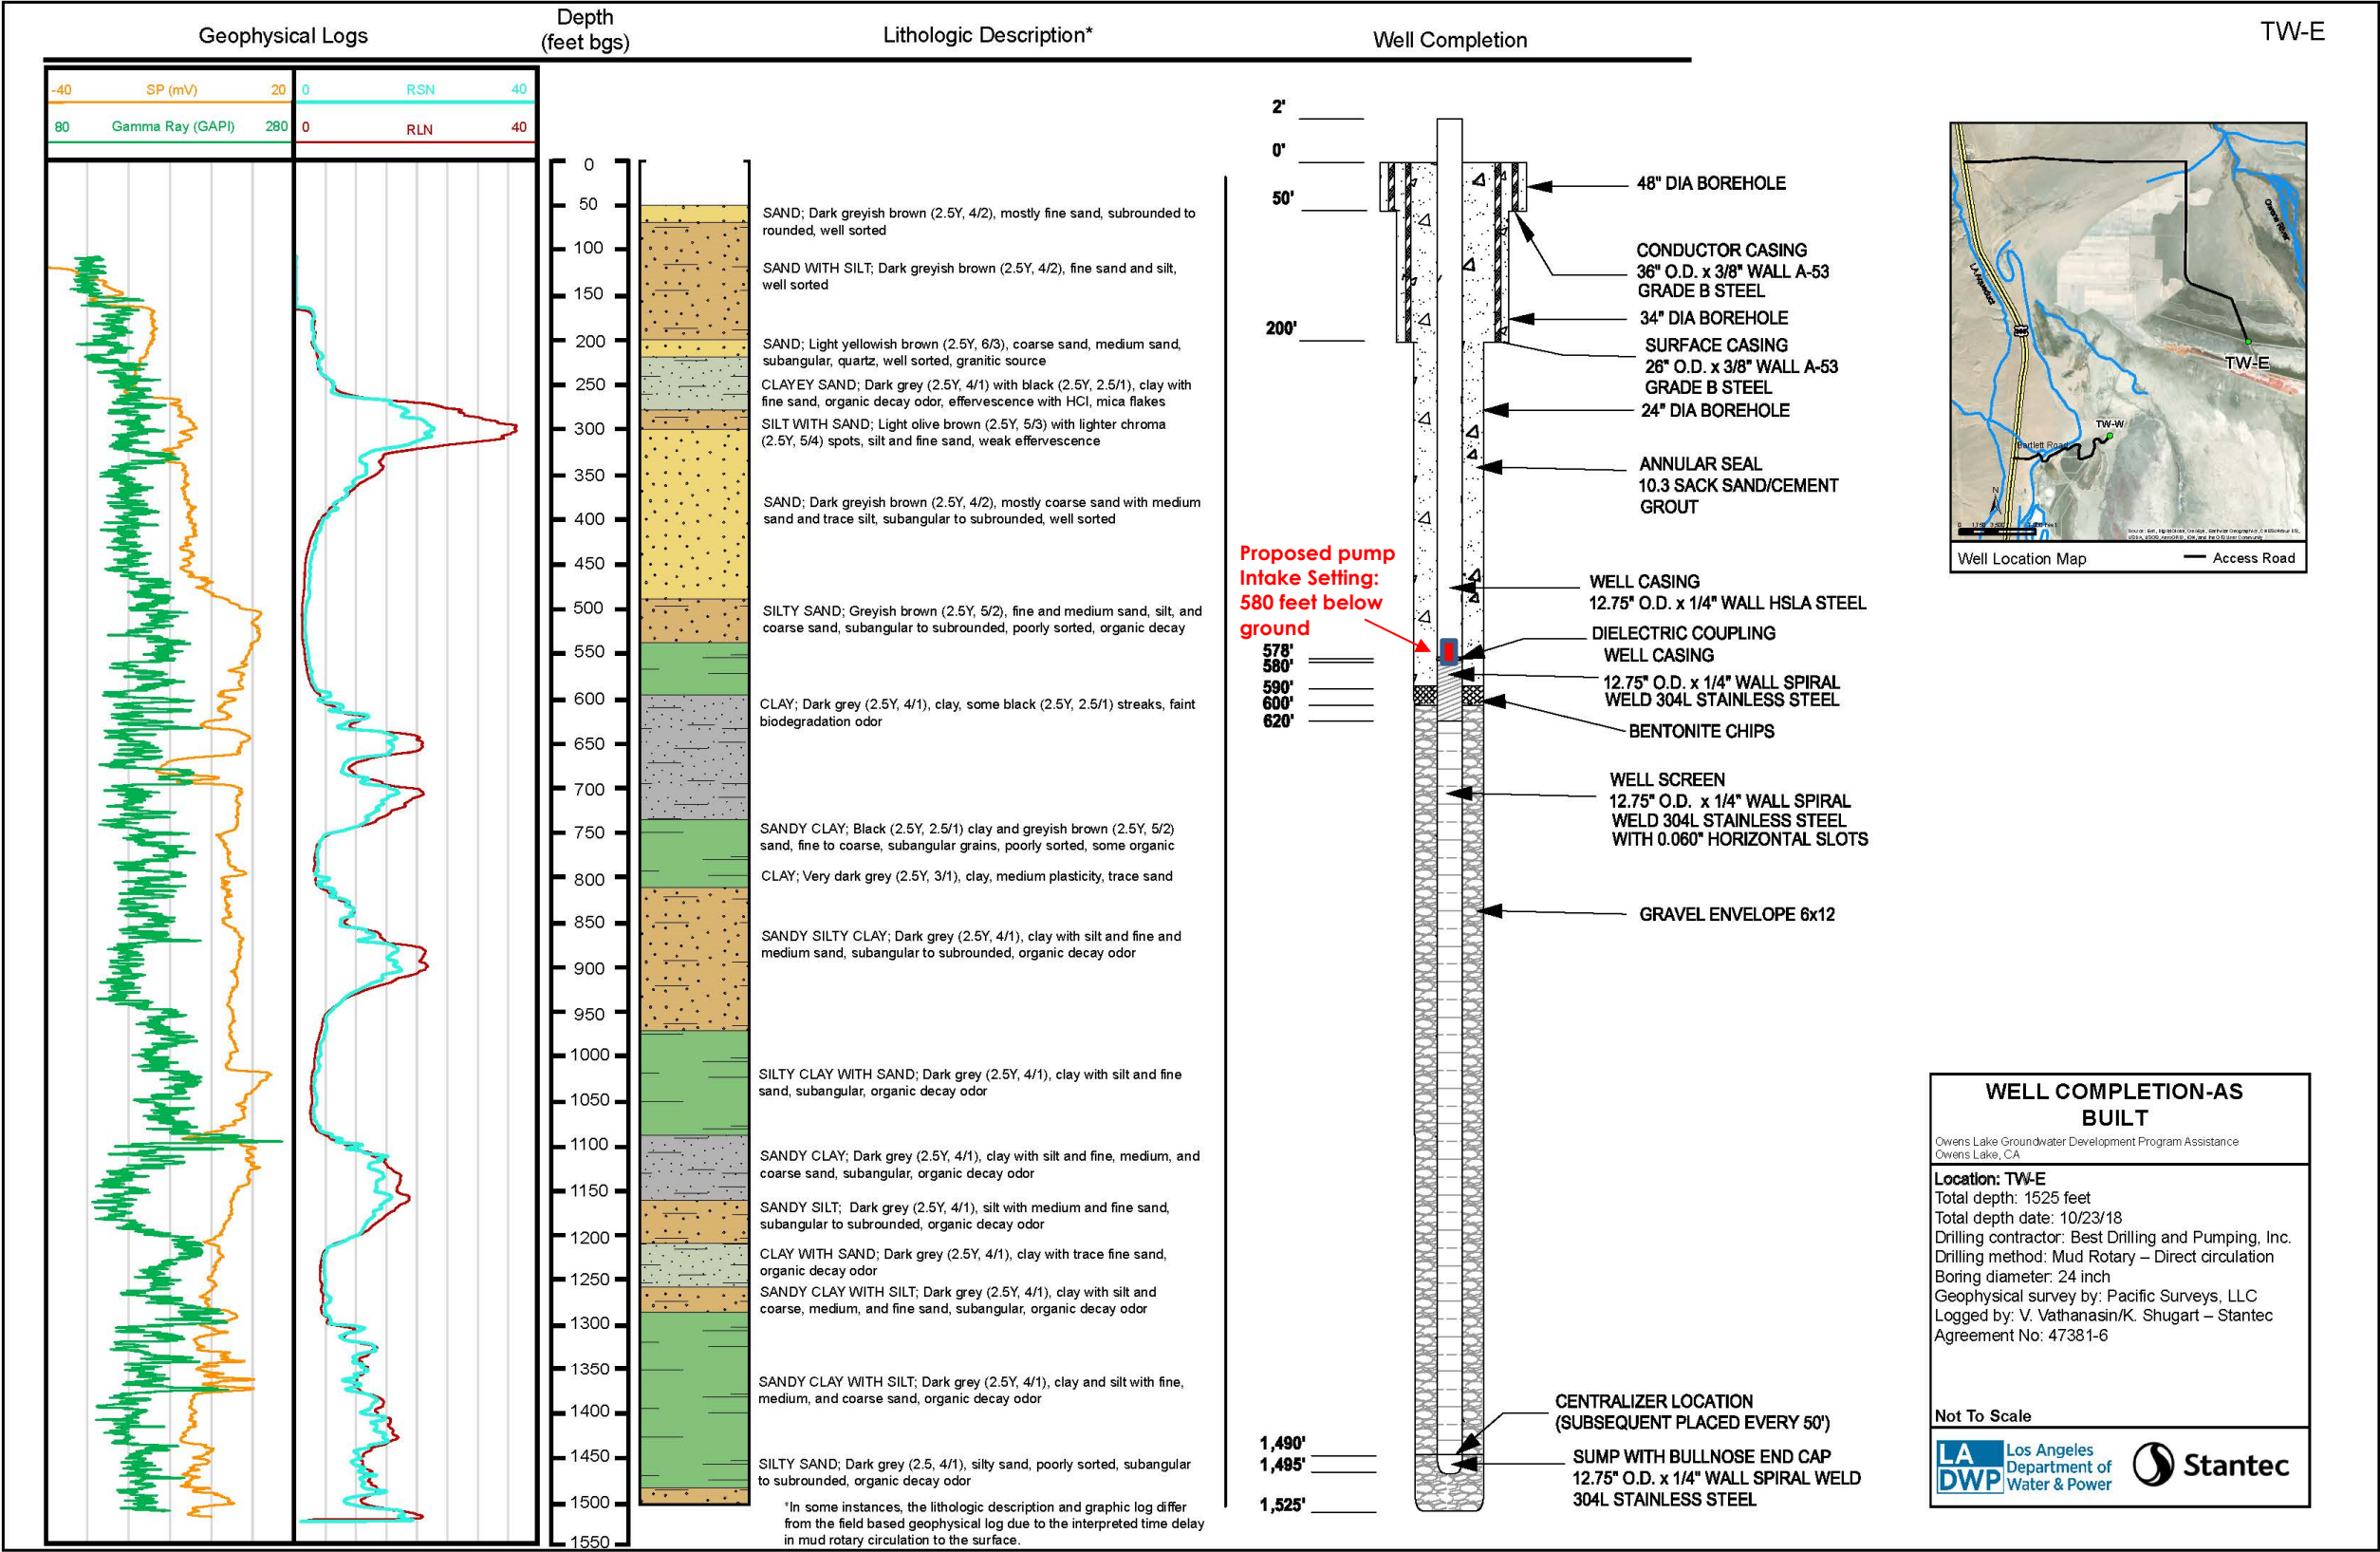 Geophysical Logs
Depth
(feet bgs)
Lithologic Description*
Well Completion
TW-E
-40 SP (mV) 20
80 Gamma Ray (GAPI) 280
0 RSN 40
0 RLN 40
0
50
100
150
200
250
300
350
400
450
500
550
600
650
700
750
800
850
900
950
1000
1050
1100
1150
1200
1250
1300
1350
1400
1450
1500
1550
SAND; Dark greyish brown (2.5Y, 4/2), mostly fine sand, subrounded to
rounded, well sorted
SAND WITH SILT; Dark greyish brown (2.5Y, 4/2), fine sand and silt,
well sorted
SAND; Light yellowish brown (2.5Y, 6/3), coarse sand, medium sand,
subangular, quartz, well sorted, granitic source
CLAYEY SAND; Dark grey (2.5Y, 4/1) with black (2.5Y, 2.5/1), clay with
fine sand, organic decay odor, effervescence with HCl, mica flakes
SILT WITH SAND; Light olive brown (2.5Y, 5/3) with lighter chroma
(2.5Y, 5/4) spots, silt and fine sand, weak effervescence
SAND; Dark greyish brown (2.5Y, 4/2), mostly coarse sand with medium
sand and trace silt, subangular to subrounded, well sorted
SILTY SAND; Greyish brown (2.5Y, 5/2), fine and medium sand, silt, and
coarse sand, subangular to subrounded, poorly sorted, organic decay
CLAY; Dark grey (2.5Y, 4/1), clay, some black (2.5Y, 2.5/1) streaks, faint
biodegradation odor
SANDY CLAY; Black (2.5Y, 2.5/1) clay and greyish brown (2.5Y, 5/2)
sand, fine to coarse, subangular grains, poorly sorted, some organic
CLAY; Very dark grey (2.5Y, 3/1), clay, medium plasticity, trace sand
SANDY SILTY CLAY; Dark grey (2.5Y, 4/1), clay with silt and fine and
medium sand, subangular to subrounded, organic decay odor
SILTY CLAY WITH SAND; Dark grey (2.5Y, 4/1), clay with silt and fine
sand, subangular, organic decay odor
SANDY CLAY; Dark grey (2.5Y, 4/1), clay with silt and fine, medium, and
coarse sand, subangular, organic decay odor
SANDY SILT; Dark grey (2.5Y, 4/1), silt with medium and fine sand,
subangular to subrounded, organic decay odor
CLAY WITH SAND; Dark grey (2.5Y, 4/1), clay with trace fine sand,
organic decay odor
SANDY CLAY WITH SILT; Dark grey (2.5Y, 4/1), clay with silt and
coarse, medium, and fine sand, subangular, organic decay odor
SANDY CLAY WITH SILT; Dark grey (2.5Y, 4/1), clay and silt with fine,
medium, and coarse sand, organic decay odor
SILTY SAND; Dark grey (2.5, 4/1), silty sand, poorly sorted, subangular
to subrounded, organic decay odor
*In some instances, the lithologic description and graphic log differ
from the field based geophysical log due to the interpreted time delay
in mud rotary circulation to the surface.
2'
0'
50'
200'
Proposed pump
Intake Setting:
580 feet below
ground
578'
580'
590'
600'
620'
1,490'
1,495'
1,525'
48" DIA BOREHOLE
CONDUCTOR CASING
36" O.D. x 3/8" WALL A-53
GRADE B STEEL
34" DIA BOREHOLE
SURFACE CASING
26" O.D. x 3/8" WALL A-53
GRADE B STEEL
24" DIA BOREHOLE
ANNULAR SEAL
10.3 SACK SAND/CEMENT
GROUT
WELL CASING
12.75" O.D. x 1/4" WALL HSLA STEEL
DIELECTRIC COUPLING
WELL CASING
12.75" O.D. x 1/4" WALL SPIRAL
WELD 304L STAINLESS STEEL
BENTONITE CHIPS
WELL SCREEN
12.75" O.D. x 1/4" WALL SPIRAL
WELD 304L STAINLESS STEEL
WITH 0.060" HORIZONTAL SLOTS
GRAVEL ENVELOPE 6x12
CENTRALIZER LOCATION
(SUBSEQUENT PLACED EVERY 50')
SUMP WITH BULLNOSE END CAP
12.75" O.D. x 1/4" WALL SPIRAL WELD
304L STAINLESS STEEL
Owens River
LA Aqueduct
395
TW-E
TW-W
Bartlett Road
N
Well Location Map
Access Road
WELL COMPLETION-AS
BUILT
Owens Lake Groundwater Development Program Assistance
Owens Lake, CA
Location: TW-E
Total depth: 1525 feet
Total depth date: 10/23/18
Drilling contractor: Best Drilling and Pumping, Inc.
Drilling method: Mud Rotary – Direct circulation
Boring diameter: 24 inch
Geophysical survey by: Pacific Surveys, LLC
Logged by: V. Vathanasin/K. Shugart – Stantec
Agreement No: 47381-6
Not To Scale
LA
DWP
Los Angeles
Department of
Water & Power
Stantec